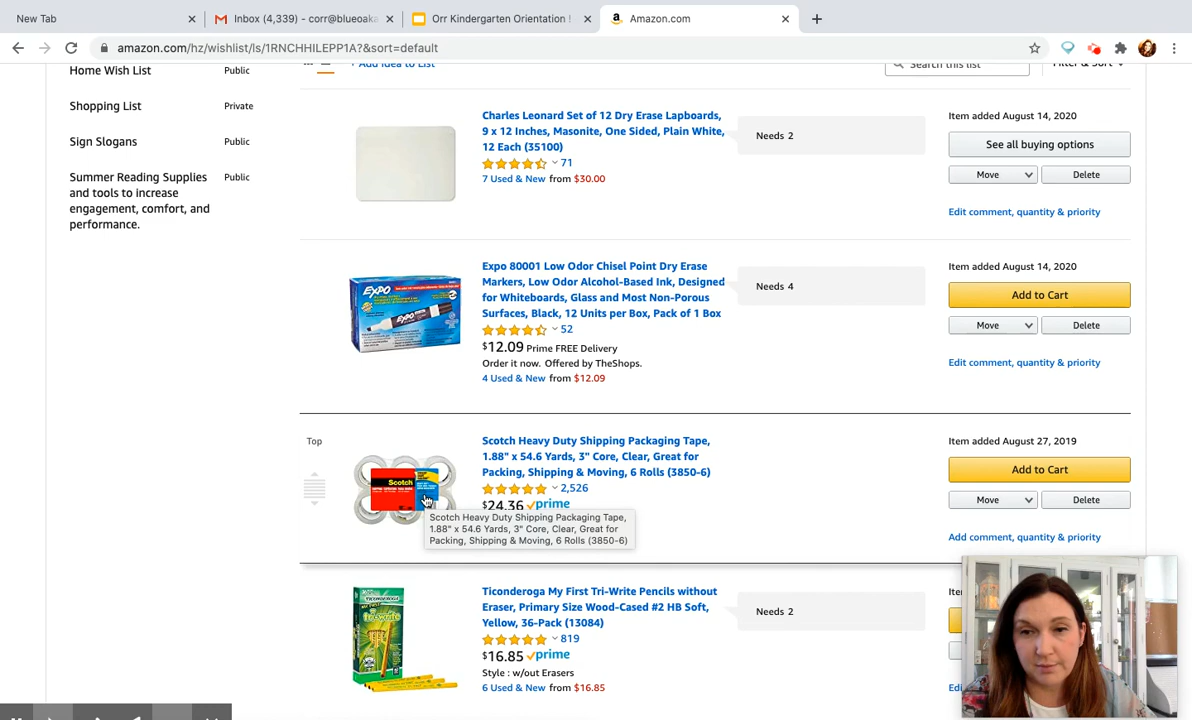 New Tab
Inbox (4,339) - corr@blueoaka
Orr Kindergarten Orientation !
Amazon.com
amazon.com/hz/wishlist/ls/1RNCHHILEPP1A?&sort=default
Home Wish List Public
+ Add Idea to List
Search this list
Filter & Sort
Shopping List Private
Sign Slogans Public
Summer Reading Supplies Public
and tools to increase
engagement, comfort, and
performance.
Charles Leonard Set of 12 Dry Erase Lapboards,
9 x 12 Inches, Masonite, One Sided, Plain White,
12 Each (35100)
71
7 Used & New from $30.00
Needs 2
Item added August 14, 2020
See all buying options
Move
Delete
Edit comment, quantity & priority
EXPO
Expo 80001 Low Odor Chisel Point Dry Erase
Markers, Low Odor Alcohol-Based Ink, Designed
for Whiteboards, Glass and Most Non-Porous
Surfaces, Black, 12 Units per Box, Pack of 1 Box
52
$12.09 Prime FREE Delivery
Order it now. Offered by TheShops.
4 Used & New from $12.09
Needs 4
Item added August 14, 2020
Add to Cart
Move
Delete
Edit comment, quantity & priority
Top
Scotch
Scotch Heavy Duty Shipping Packaging Tape,
1.88" x 54.6 Yards, 3" Core, Clear, Great for
Packing, Shipping & Moving, 6 Rolls (3850-6)
2,526
$24.36 prime
Scotch Heavy Duty Shipping Packaging Tape,
1.88" x 54.6 Yards, 3" Core, Clear, Great for
Packing, Shipping & Moving, 6 Rolls (3850-6)
Item added August 27, 2019
Add to Cart
Move
Delete
Add comment, quantity & priority
Ticonderoga My First Tri-Write Pencils without
Eraser, Primary Size Wood-Cased #2 HB Soft,
Yellow, 36-Pack (13084)
819
$16.85 prime
Style : w/out Erasers
6 Used & New from $16.85
Needs 2